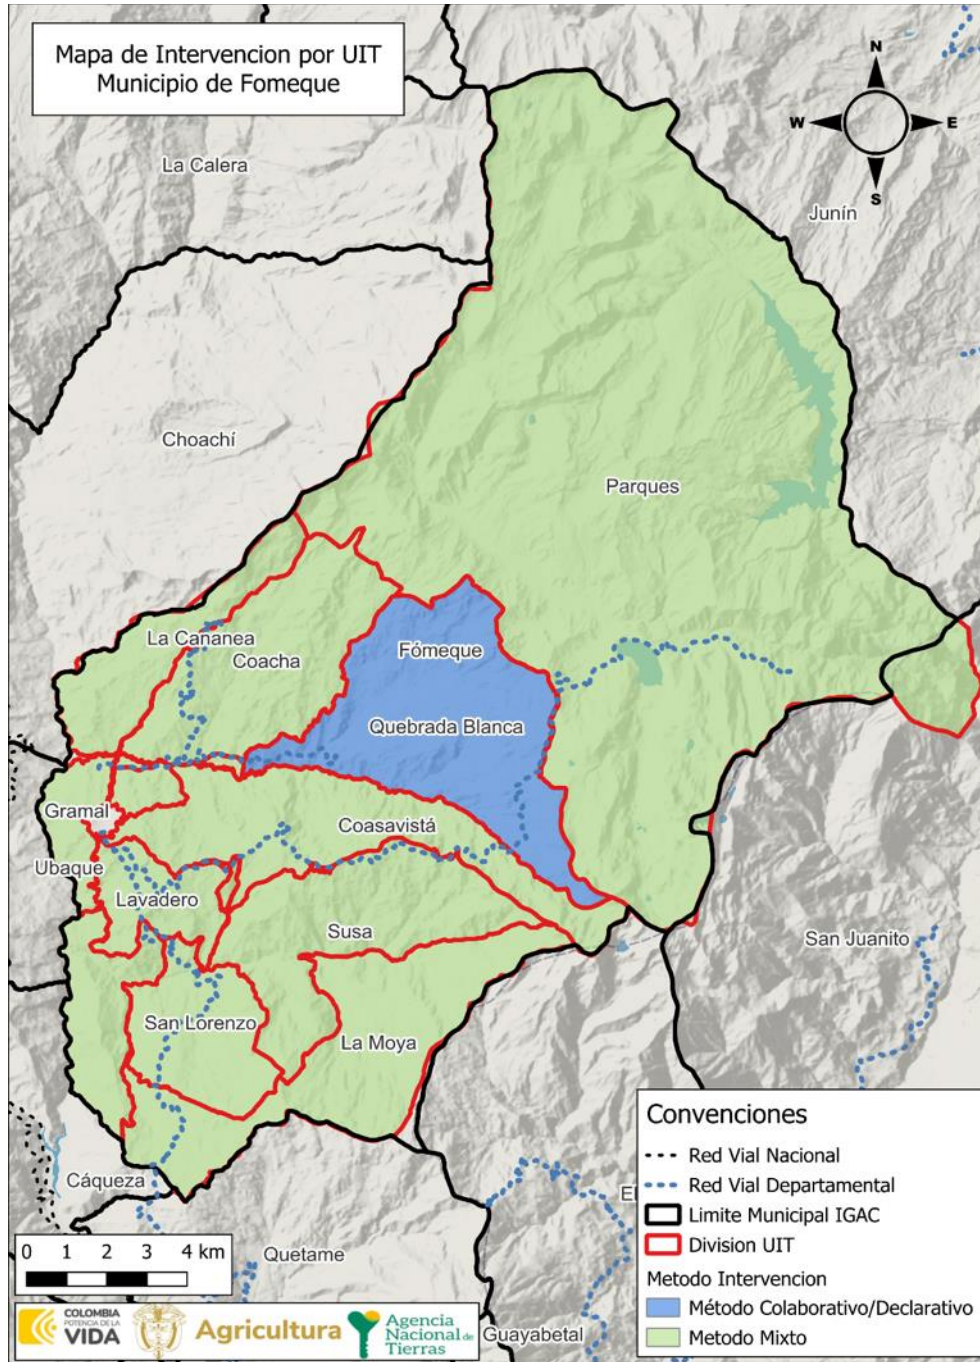 Mapa de Intervencion por UIT
Municipio de Fomeque
N
W
E
S
La Calera
Junín
Choachí
Parques
La Cananea
Coacha
Fómeque
Quebrada Blanca
Gramal
Coasavistá
Ubaque
Lavadero
Susa
San Juanito
San Lorenzo
La Moya
Cáqueza
Quetame
Guayabetal
El
0 1 2 3 4 km
Convenciones
Red Vial Nacional
Red Vial Departamental
Limite Municipal IGAC
Division UIT
Metodo Intervencion
Método Colaborativo/Declarativo
Metodo Mixto
COLOMBIA
POTENCIA DE LA
VIDA
Agricultura
Agencia
Nacional de
Tierras